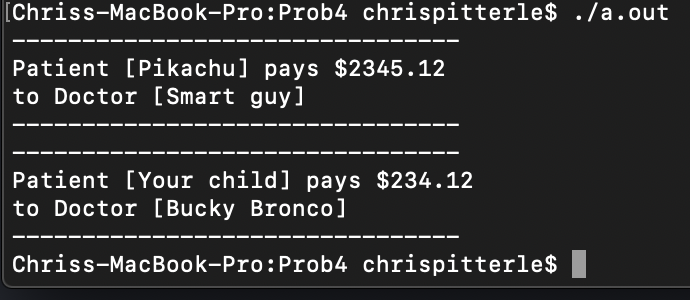 [Chriss-MacBook-Pro:Prob4 chrispitterle$ ./a.out
--------------------------------
Patient [Pikachu] pays $2345.12
to Doctor [Smart guy]
--------------------------------
--------------------------------
Patient [Your child] pays $234.12
to Doctor [Bucky Bronco]
--------------------------------
Chriss-MacBook-Pro:Prob4 chrispitterle$